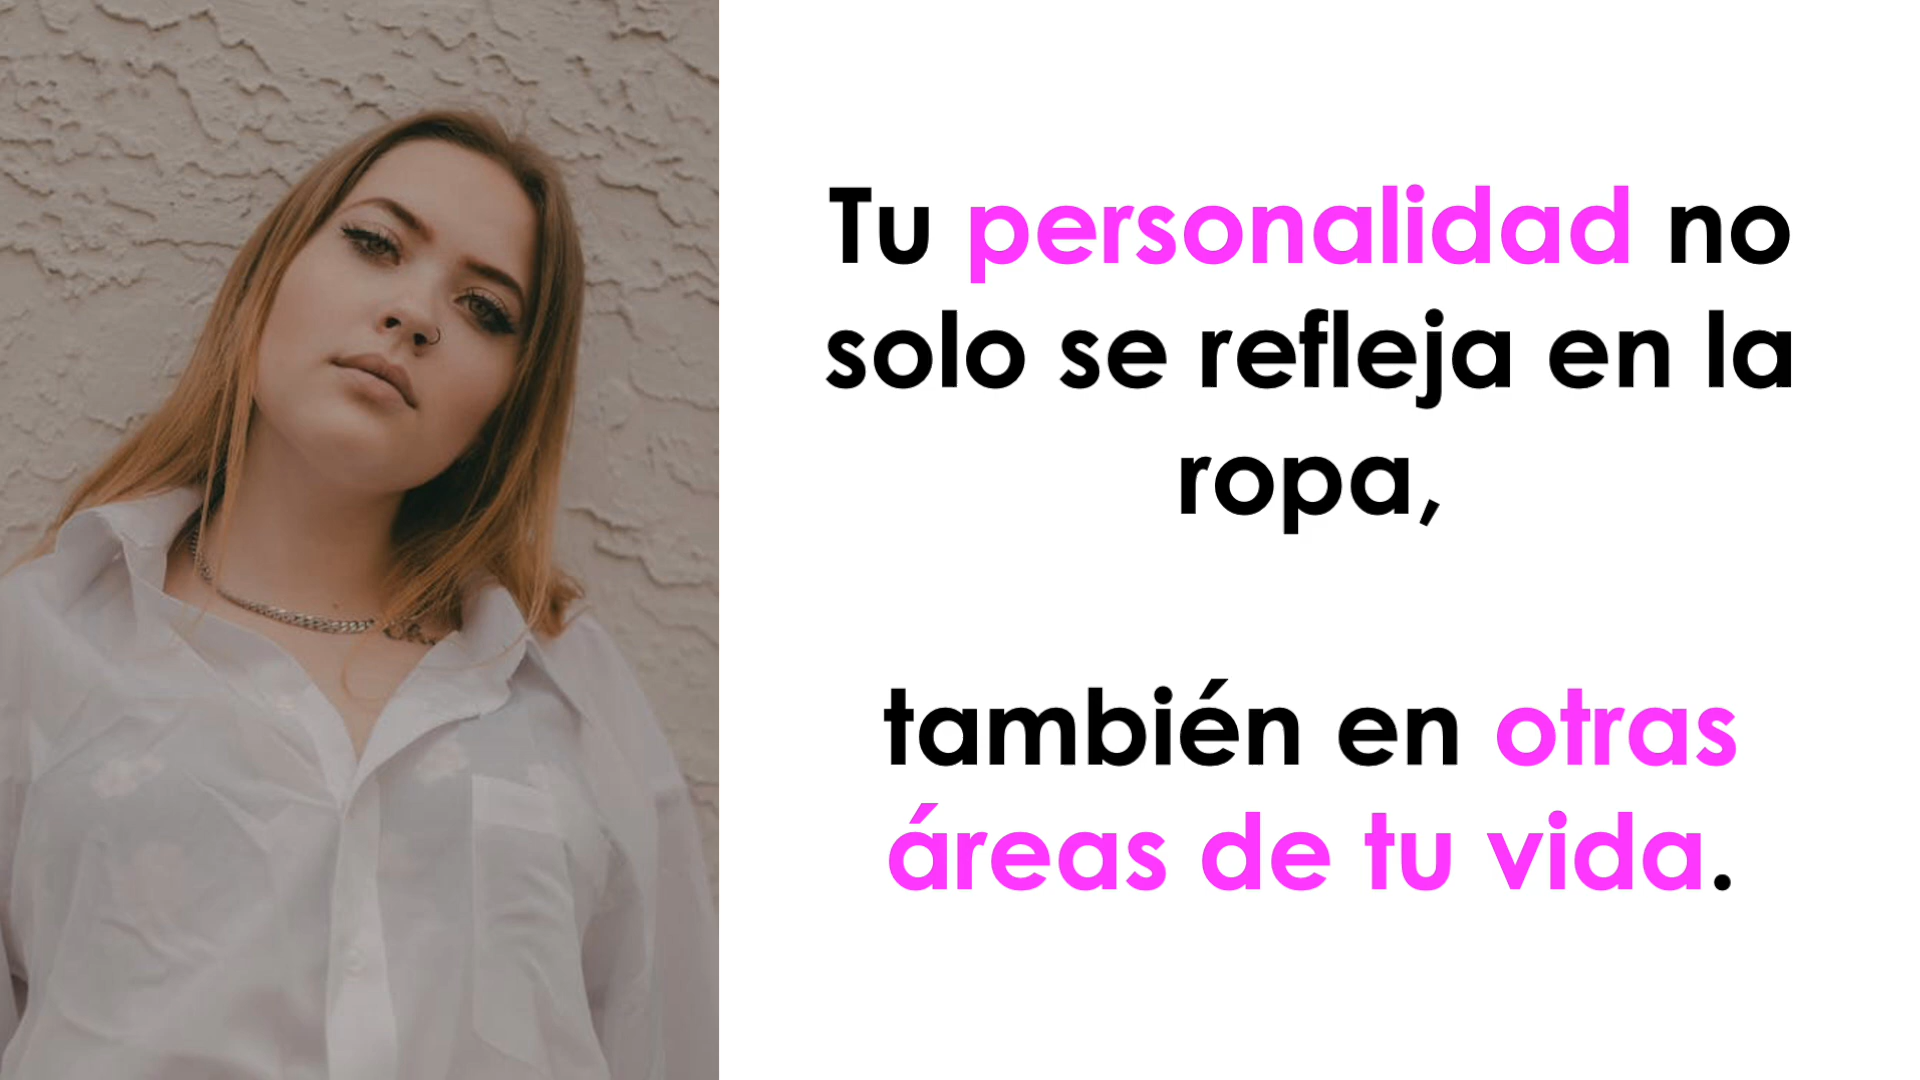 Tu personalidad no
solo se refleja en la
ropa,
también en otras
áreas de tu vida.